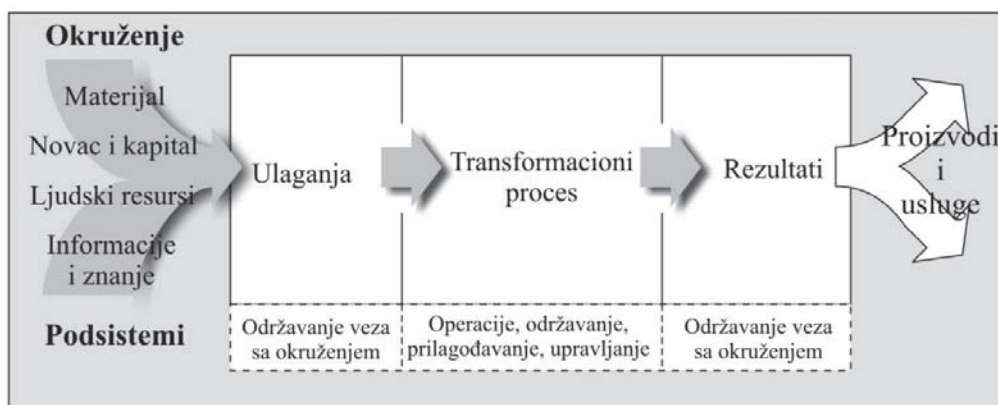 Okruženje
Materijal
Novac i kapital
Ljudski resursi
Informacije
i znanje
Ulaganja
Transformacioni
proces
Rezultati
Proizvodi
i
usluge
Podsistemi
Održavanje veza
sa okruženjem
Operacije, održavanje,
prilagođavanje, upravljanje
Održavanje veza
sa okruženjem